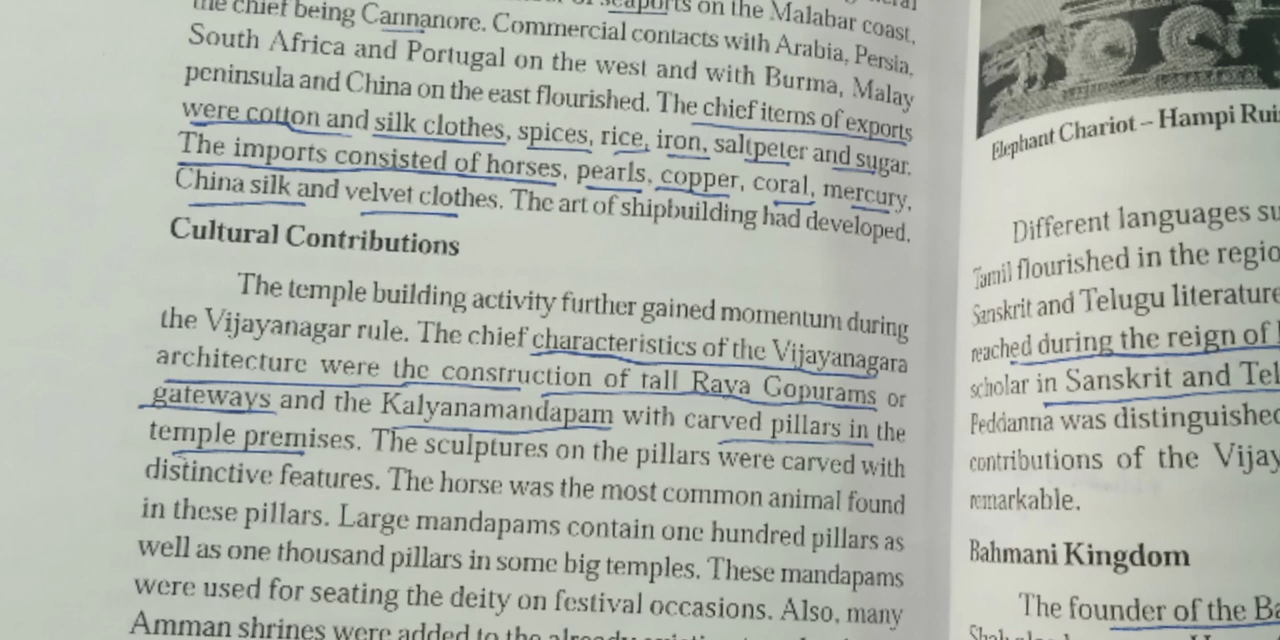 seaports on the Malabar coast,
the chief being Cannanore. Commercial contacts with Arabia, Persia,
South Africa and Portugal on the west and with Burma, Malay
peninsula and China on the east flourished. The chief items of exports
were cotton and silk clothes, spices, rice, iron, saltpeter and sugar.
The imports consisted of horses, pearls, copper, coral, mercury,
China silk and velvet clothes. The art of shipbuilding had developed.
Cultural Contributions
The temple building activity further gained momentum during
the Vijayanagar rule. The chief characteristics of the Vijayanagara
architecture were the construction of tall Raya Gopurams or
gateways and the Kalyanamandapam with carved pillars in the
temple premises. The sculptures on the pillars were carved with
distinctive features. The horse was the most common animal found
in these pillars. Large mandapams contain one hundred pillars as
well as one thousand pillars in some big temples. These mandapams
were used for seating the deity on festival occasions. Also, many
Amman shrines were added to the already
Elephant Chariot – Hampi
Different languages
Tamil flourished in the
Sanskrit and Telugu literature
reached during the reign of
scholar in Sanskrit and
Peddanna was distinguished
contributions of the
remarkable.
Bahmani Kingdom
The founder of the